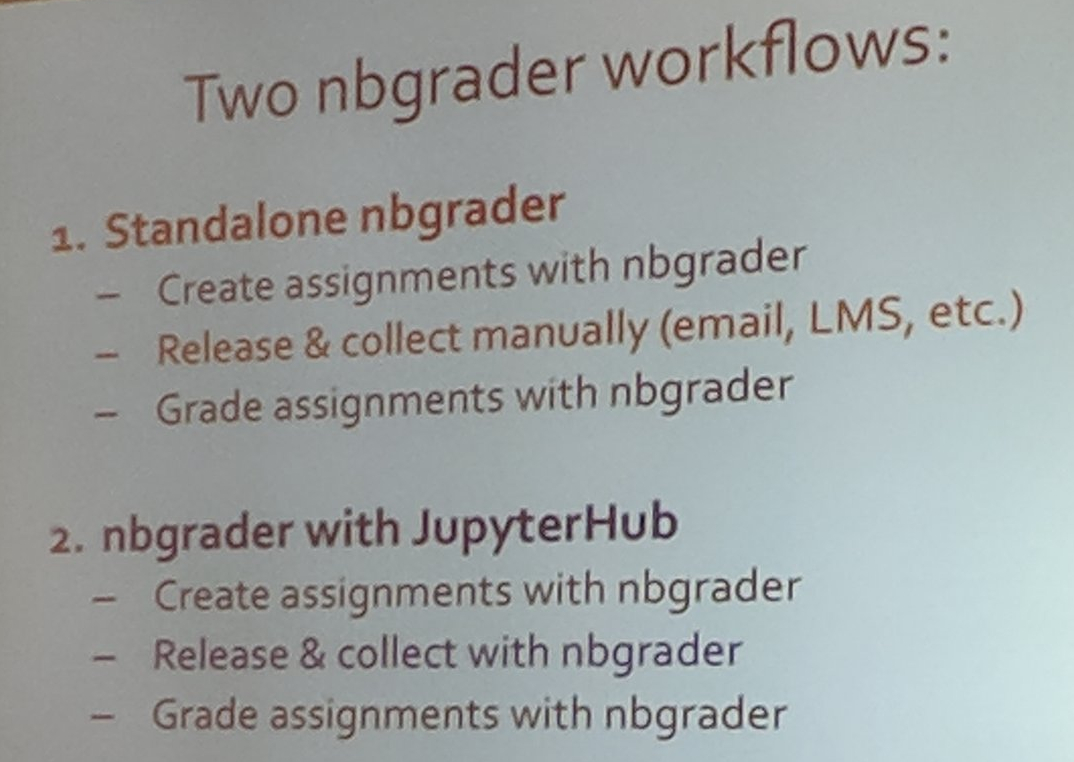 Two nbgrader workflows:
1. Standalone nbgrader
– Create assignments with nbgrader
– Release & collect manually (email, LMS, etc.)
– Grade assignments with nbgrader
2. nbgrader with JupyterHub
– Create assignments with nbgrader
– Release & collect with nbgrader
– Grade assignments with nbgrader